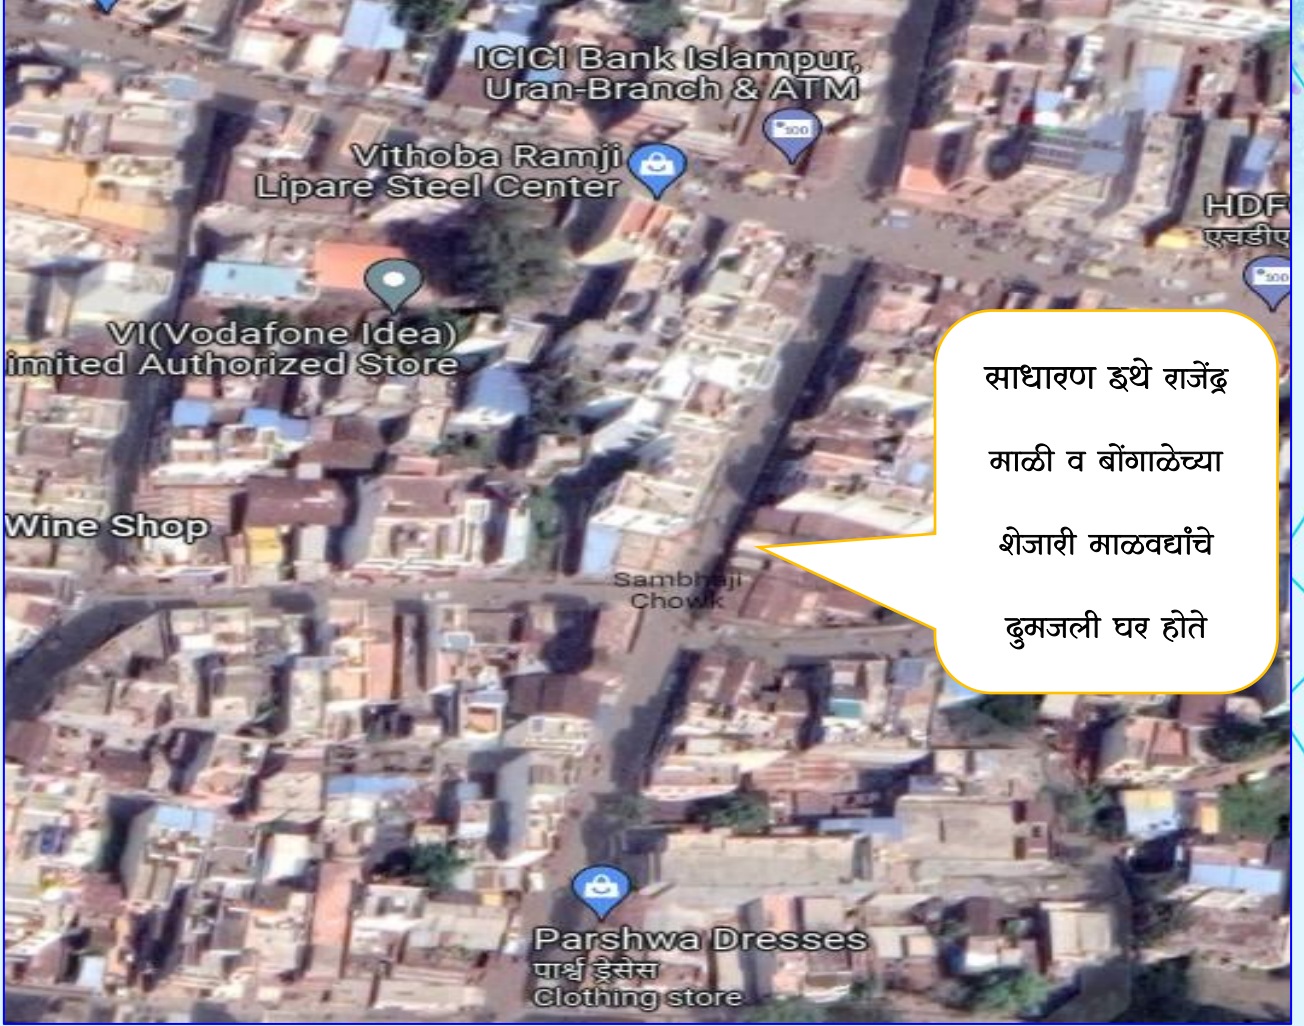 ICICI Bank Islampur,
Uran-Branch & ATM
Vithoba Ramji
Lipare Steel Center
HDF
एचडीए
VI(Vodafone Idea)
imited Authorized Store
साधारण इथे राजेंद्र
माळी व बोंगाळेच्या
शेजारी माळवद्यांचे
दुमजली घर होते
Wine Shop
Sambhaji
Chowk
Parshwa Dresses
पार्श्व ड्रेसेस
Clothing store